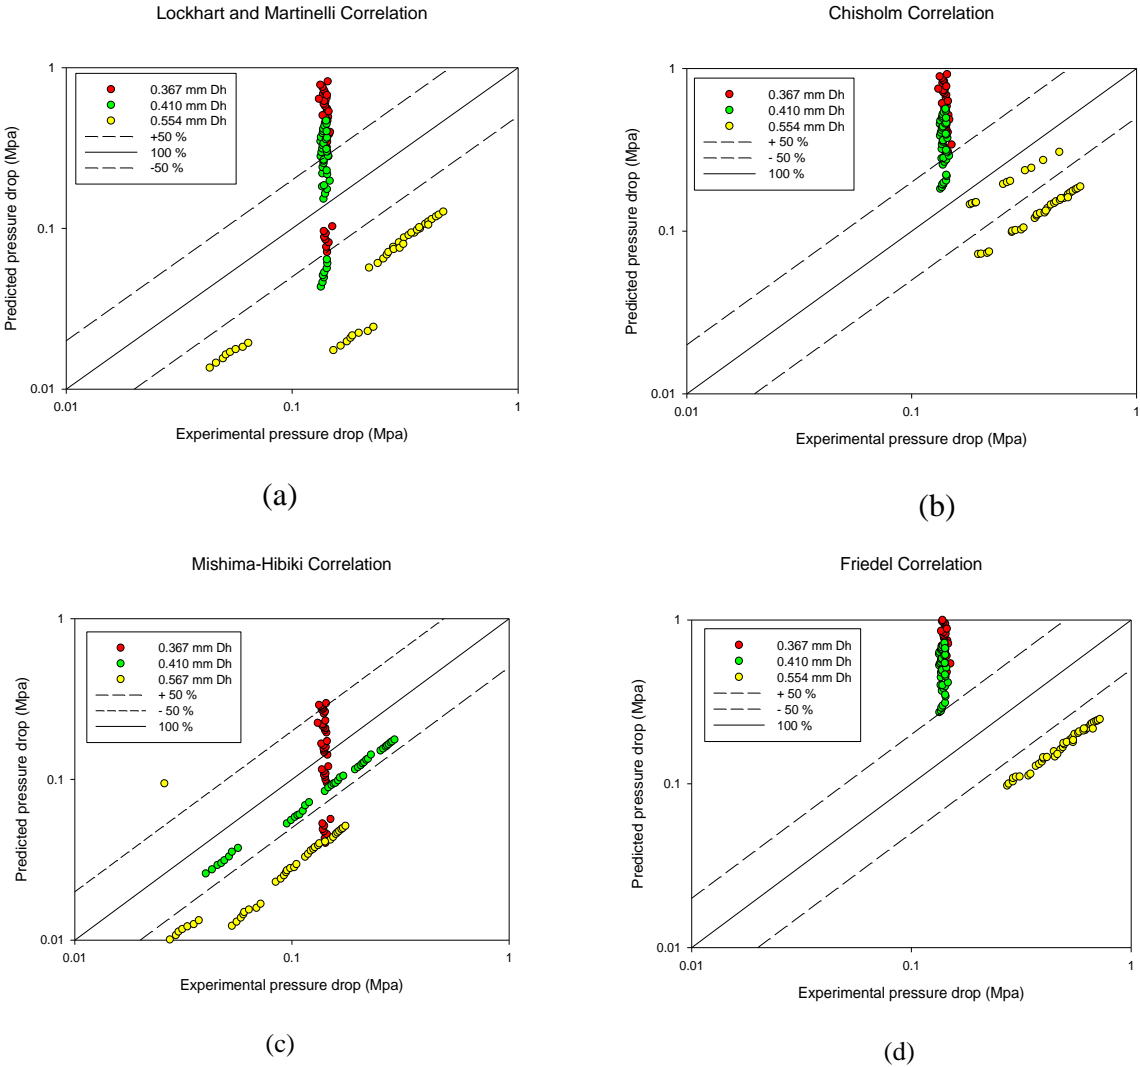 Lockhart and Martinelli Correlation
1
0.367 mm Dh
0.410 mm Dh
0.554 mm Dh
+50 %
100 %
-50 %
Predicted pressure drop (Mpa)
0.1
0.01
0.01
0.1
1
Experimental pressure drop (Mpa)
(a)
Chisholm Correlation
1
0.367 mm Dh
0.410 mm Dh
0.554 mm Dh
+ 50 %
- 50 %
100 %
Predicted pressure drop (Mpa)
0.1
0.01
0.01
0.1
1
Experimental pressure drop (Mpa)
(b)
Mishima-Hibiki Correlation
1
0.367 mm Dh
0.410 mm Dh
0.567 mm Dh
+ 50 %
- 50 %
100 %
Predicted pressure drop (Mpa)
0.1
0.01
0.01
0.1
1
Experimental pressure drop (Mpa)
(c)
Friedel Correlation
1
0.367 mm Dh
0.410 mm Dh
0.554 mm Dh
+ 50 %
- 50 %
100 %
Predicted pressure drop (Mpa)
0.1
0.01
0.01
0.1
1
Experimental pressure drop (Mpa)
(d)